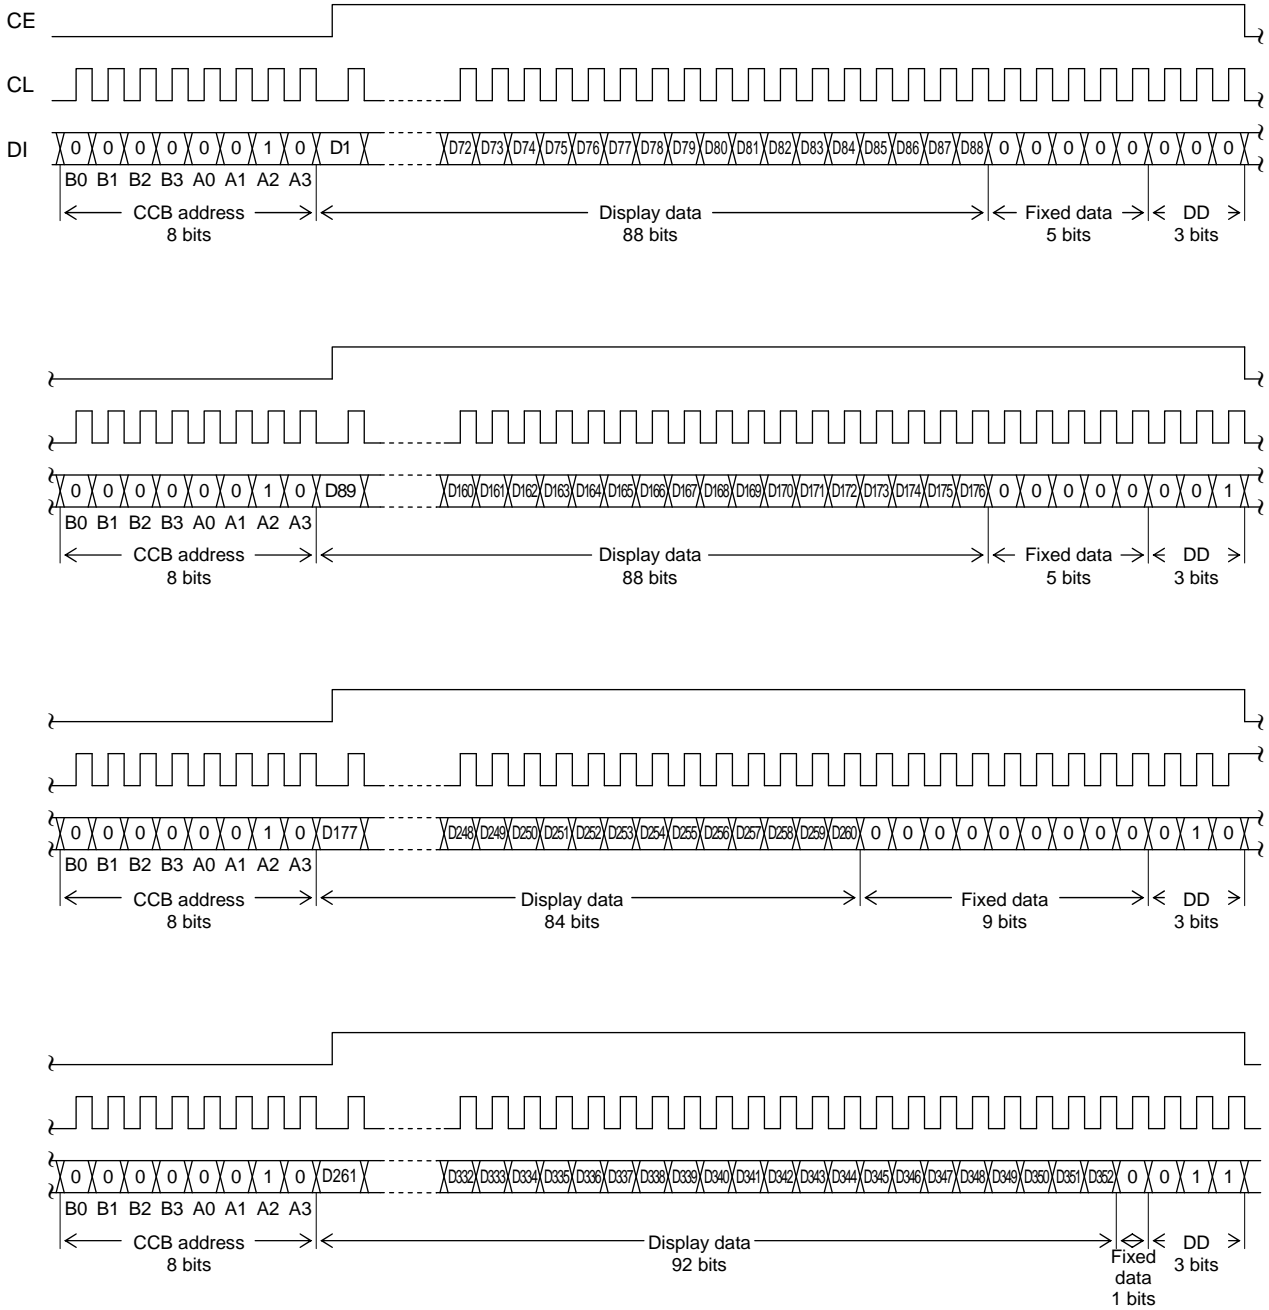 CE
CL
DI 0 0 0 0 0 0 1 0 D1 D72 D73 D74 D75 D76 D77 D78 D79 D80 D81 D82 D83 D84 D85 D86 D87 D88 0 0 0 0 0 0 0 0
B0 B1 B2 B3 A0 A1 A2 A3
CCB address Display data Fixed data DD
8 bits 88 bits 5 bits 3 bits
0 0 0 0 0 0 1 0 D89 D160 D161 D162 D163 D164 D165 D166 D167 D168 D169 D170 D171 D172 D173 D174 D175 D176 0 0 0 0 0 0 0 1
B0 B1 B2 B3 A0 A1 A2 A3
CCB address Display data Fixed data DD
8 bits 88 bits 5 bits 3 bits
0 0 0 0 0 0 1 0 D177 D248 D249 D250 D251 D252 D253 D254 D255 D256 D257 D258 D259 D260 0 0 0 0 0 0 0 0 0 0 1 0
B0 B1 B2 B3 A0 A1 A2 A3
CCB address Display data Fixed data DD
8 bits 84 bits 9 bits 3 bits
0 0 0 0 0 0 1 0 D261 D332 D333 D334 D335 D336 D337 D338 D339 D340 D341 D342 D343 D344 D345 D346 D347 D348 D349 D350 D351 D352 0 0 1 1
B0 B1 B2 B3 A0 A1 A2 A3
CCB address Display data Fixed DD
8 bits 92 bits data 3 bits
1 bits